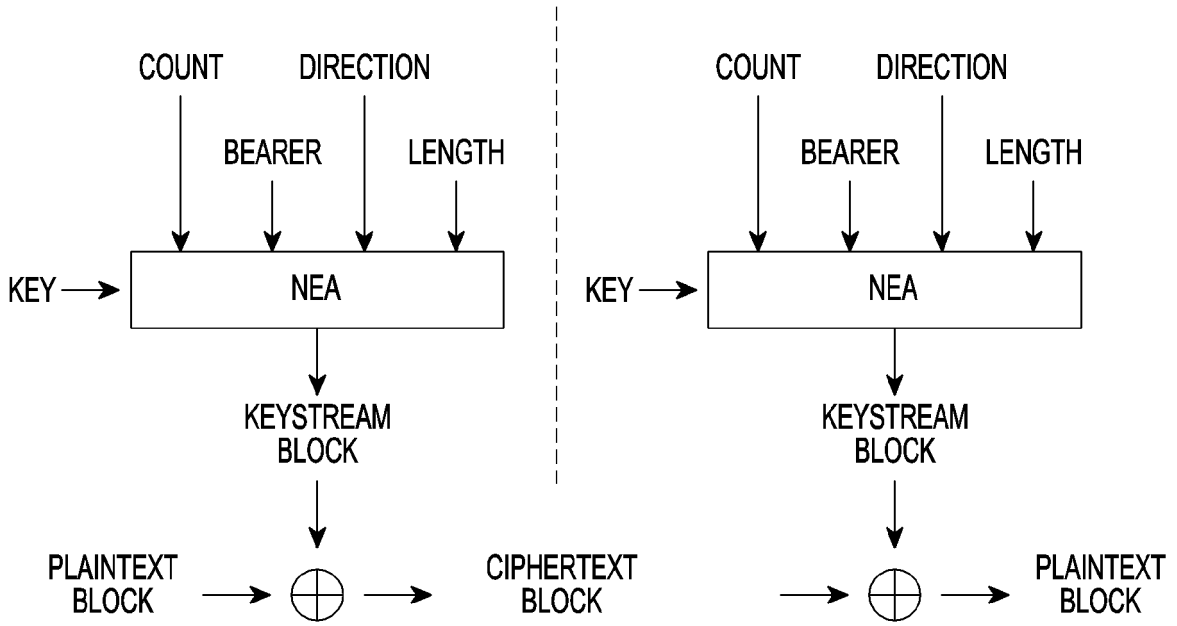 COUNT DIRECTION
BEARER LENGTH
KEY NEA
KEYSTREAM
BLOCK
PLAINTEXT
BLOCK
CIPHERTEXT
BLOCK
COUNT DIRECTION
BEARER LENGTH
KEY NEA
KEYSTREAM
BLOCK
PLAINTEXT
BLOCK